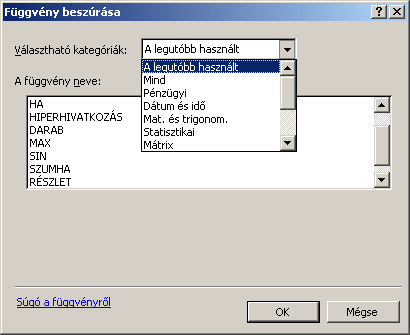 Függvény beszúrása
Választható kategóriák:
A legutóbb használt
A legutóbb használt
Mind
Pénzügyi
Dátum és idő
Mat. és trigonom.
Statisztikai
Mátrix
A függvény neve:
HA
HIPERHIVATKOZÁS
DARAB
MAX
SIN
SZUMHA
RÉSZLET
Súgó a függvényről
OK
Mégse